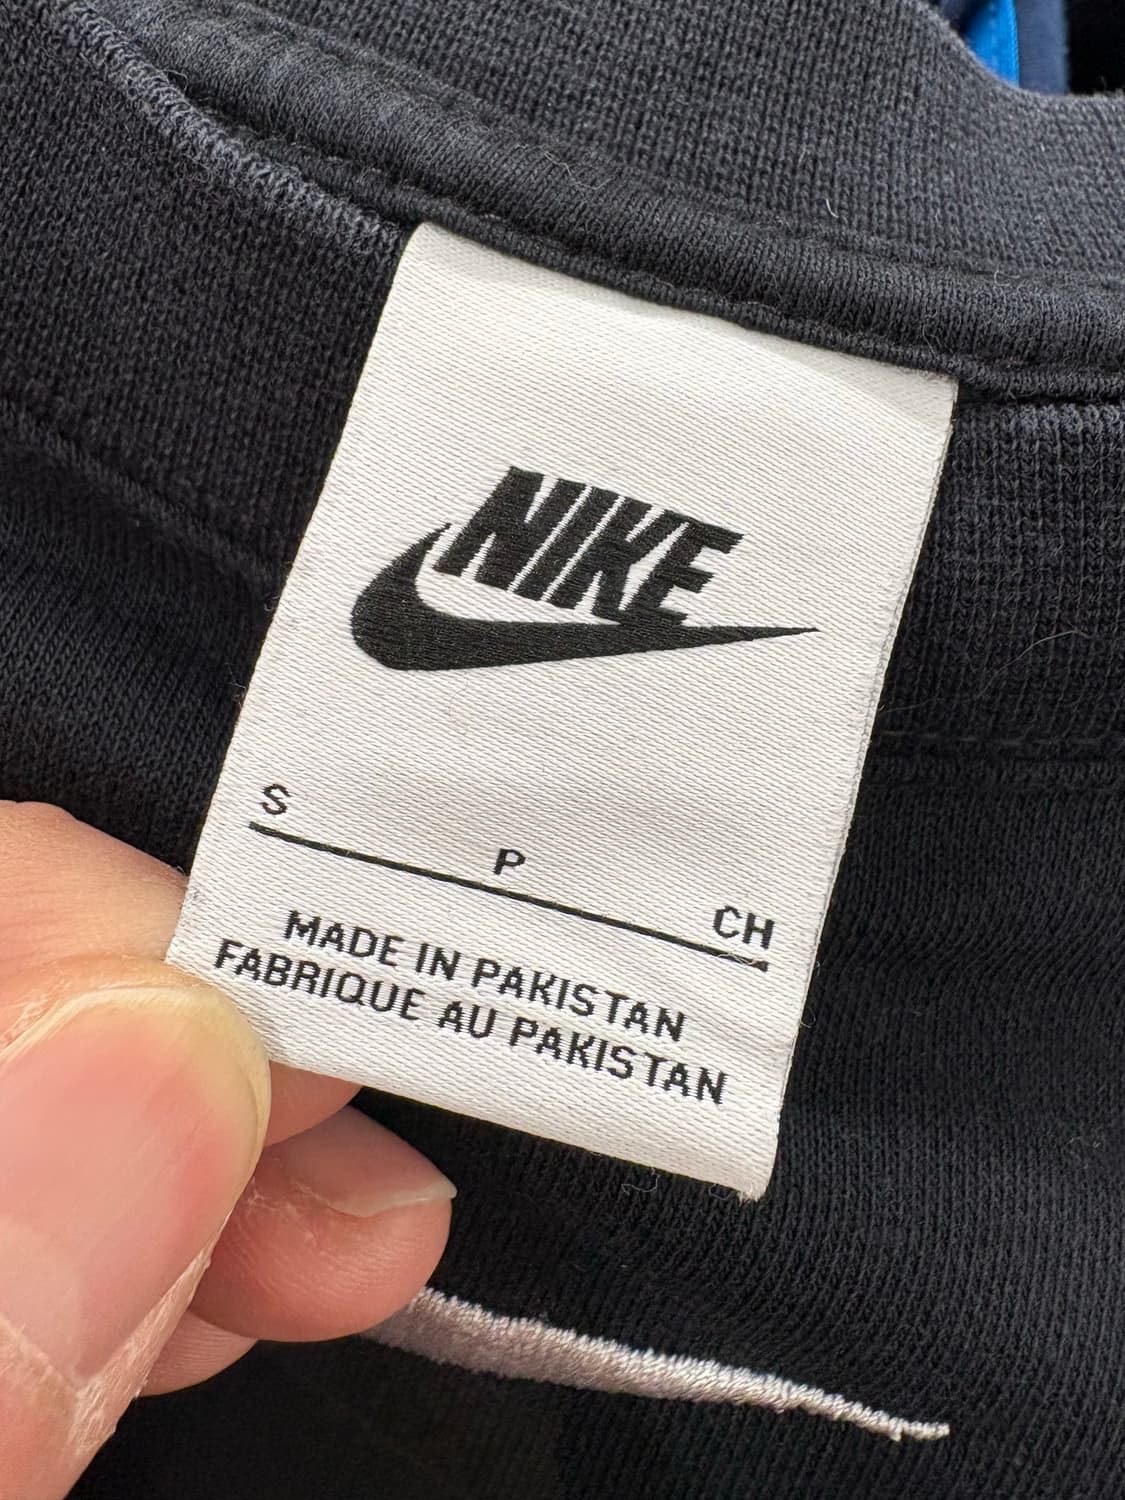 NIKE
S P CH
MADE IN PAKISTAN
FABRIQUE AU PAKISTAN